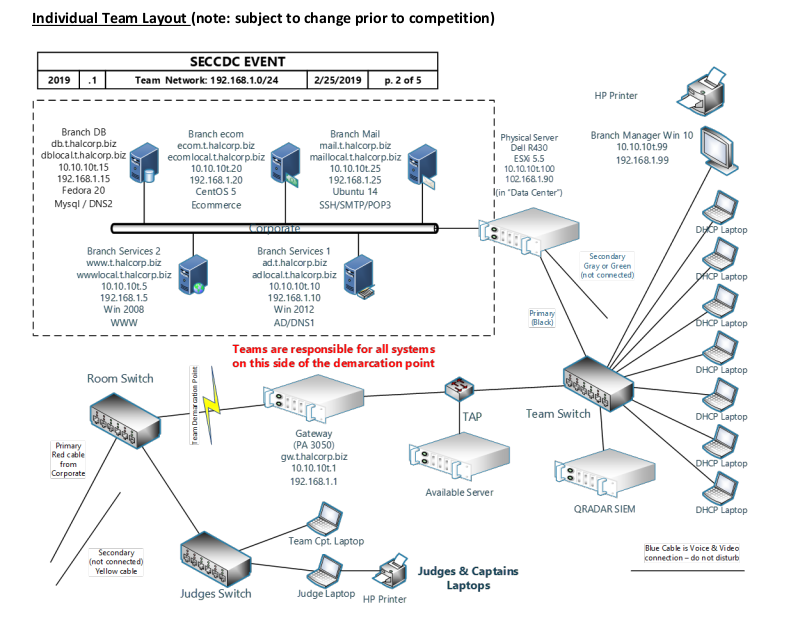 Individual Team Layout (note: subject to change prior to competition)
SECCDC EVENT
2019 .1 Team Network: 192.168.1.0/24 2/25/2019 p. 2 of 5
HP Printer
Branch DB
db.t.halcorp.biz
dblocal.t.halcorp.biz
10.10.10t.15
192.168.1.15
Fedora 20
Mysql / DNS2
Branch ecom
ecom.t.halcorp.biz
ecomlocal.t.halcorp.biz
10.10.10t.20
192.168.1.20
CentOS 5
Ecommerce
Branch Mail
mail.t.halcorp.biz
maillocal.t.halcorp.biz
10.10.10t.25
192.168.1.25
Ubuntu 14
SSH/SMTP/POP3
Physical Server
Dell R430
ESXi 5.5
10.10.10t.100
102.168.1.90
(in "Data Center")
Branch Manager Win 10
10.10.10t.99
192.168.1.99
Corporate
Branch Services 2
www.t.halcorp.biz
wwwlocal.t.halcorp.biz
10.10.10t.5
192.168.1.5
Win 2008
WWW
Branch Services 1
ad.t.halcorp.biz
adlocal.t.halcorp.biz
10.10.10t.10
192.168.1.10
Win 2012
AD/DNS1
Secondary
Gray or Green
(not connected)
Primary
(Black)
DHCP Laptop
DHCP Laptop
DHCP Laptop
DHCP Laptop
DHCP Laptop
DHCP Laptop
DHCP Laptop
Teams are responsible for all systems
on this side of the demarcation point
Room Switch
Team Demarcation Point
Gateway
(PA 3050)
gw.t.halcorp.biz
10.10.10t.1
192.168.1.1
TAP
Team Switch
Available Server
QRADAR SIEM
Primary
Red cable
from
Corporate
Secondary
(not connected)
Yellow cable
Judges Switch
Team Cpt. Laptop
Judge Laptop
HP Printer
Judges & Captains
Laptops
Blue Cable is Voice & Video
connection – do not disturb